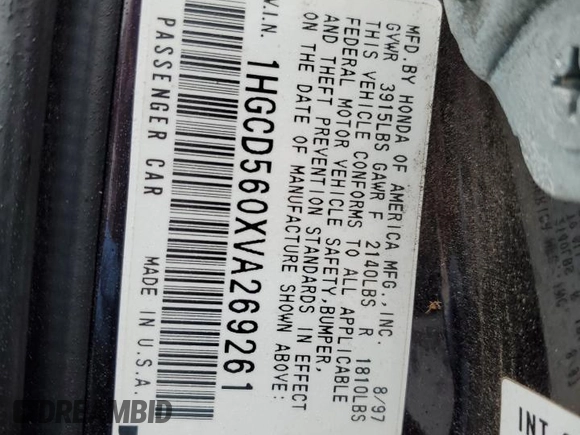 MFD. BY HONDA OF AMERICA MFG., INC. 8/97
GVWR 3915LBS GAWR F 2140LBS R 1810LBS
THIS VEHICLE CONFORMS TO ALL APPLICABLE
FEDERAL MOTOR VEHICLE SAFETY, BUMPER,
AND THEFT PREVENTION STANDARDS IN EFFECT
ON THE DATE OF MANUFACTURE SHOWN ABOVE:
V.I.N. 1HGCD560XVA269261
PASSENGER CAR MADE IN U.S.A
INT
DREAMBID